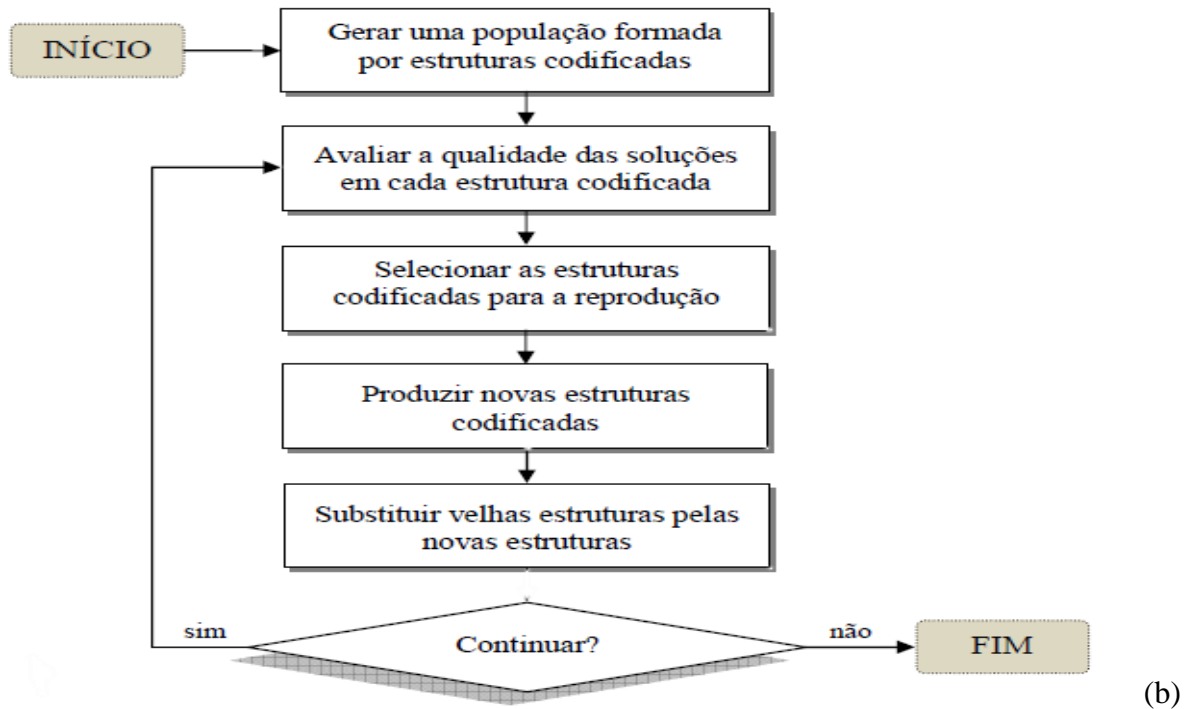 INÍCIO
Gerar uma população formada
por estruturas codificadas
Avaliar a qualidade das soluções
em cada estrutura codificada
Selecionar as estruturas
codificadas para a reprodução
Produzir novas estruturas
codificadas
Substituir velhas estruturas pelas
novas estruturas
sim
Continuar?
não
FIM
(b)